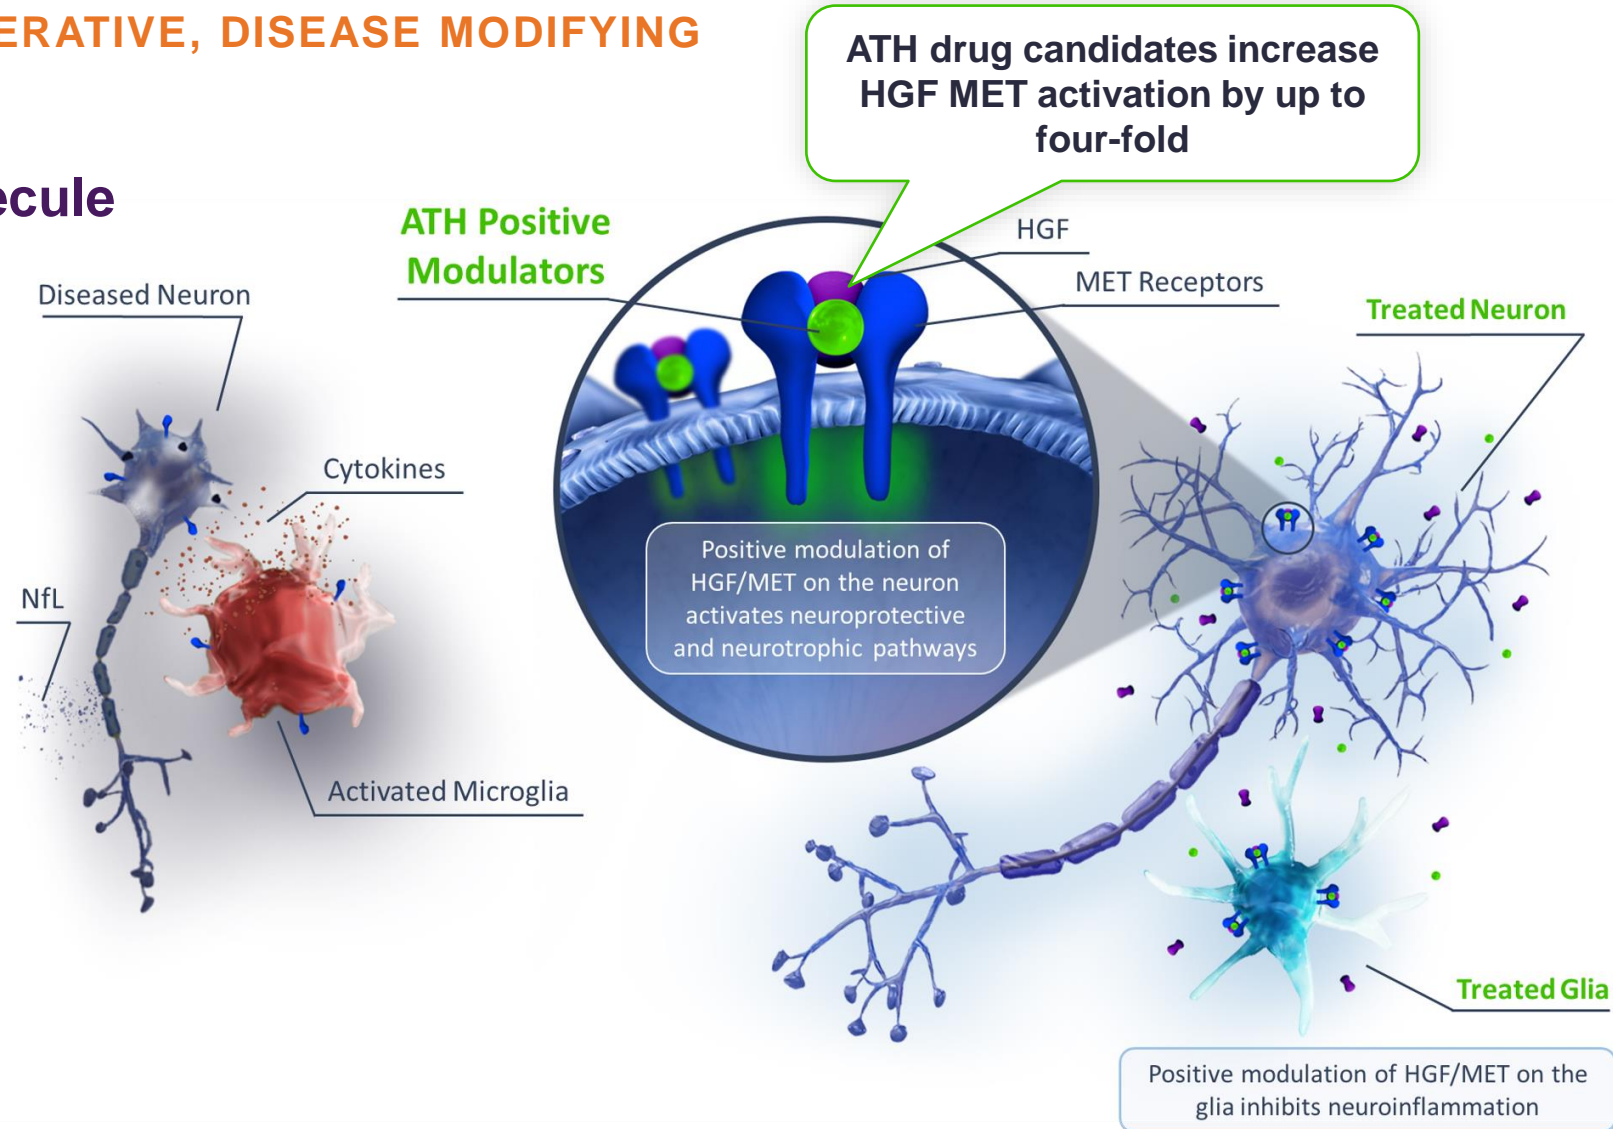 ERATIVE, DISEASE MODIFYING
ATH drug candidates increase
HGF MET activation by up to
four-fold
ecule
ATH Positive
Modulators
HGF
MET Receptors
Diseased Neuron
Treated Neuron
Cytokines
NfL
Positive modulation of
HGF/MET on the neuron
activates neuroprotective
and neurotrophic pathways
Activated Microglia
Treated Glia
Positive modulation of HGF/MET on the
glia inhibits neuroinflammation